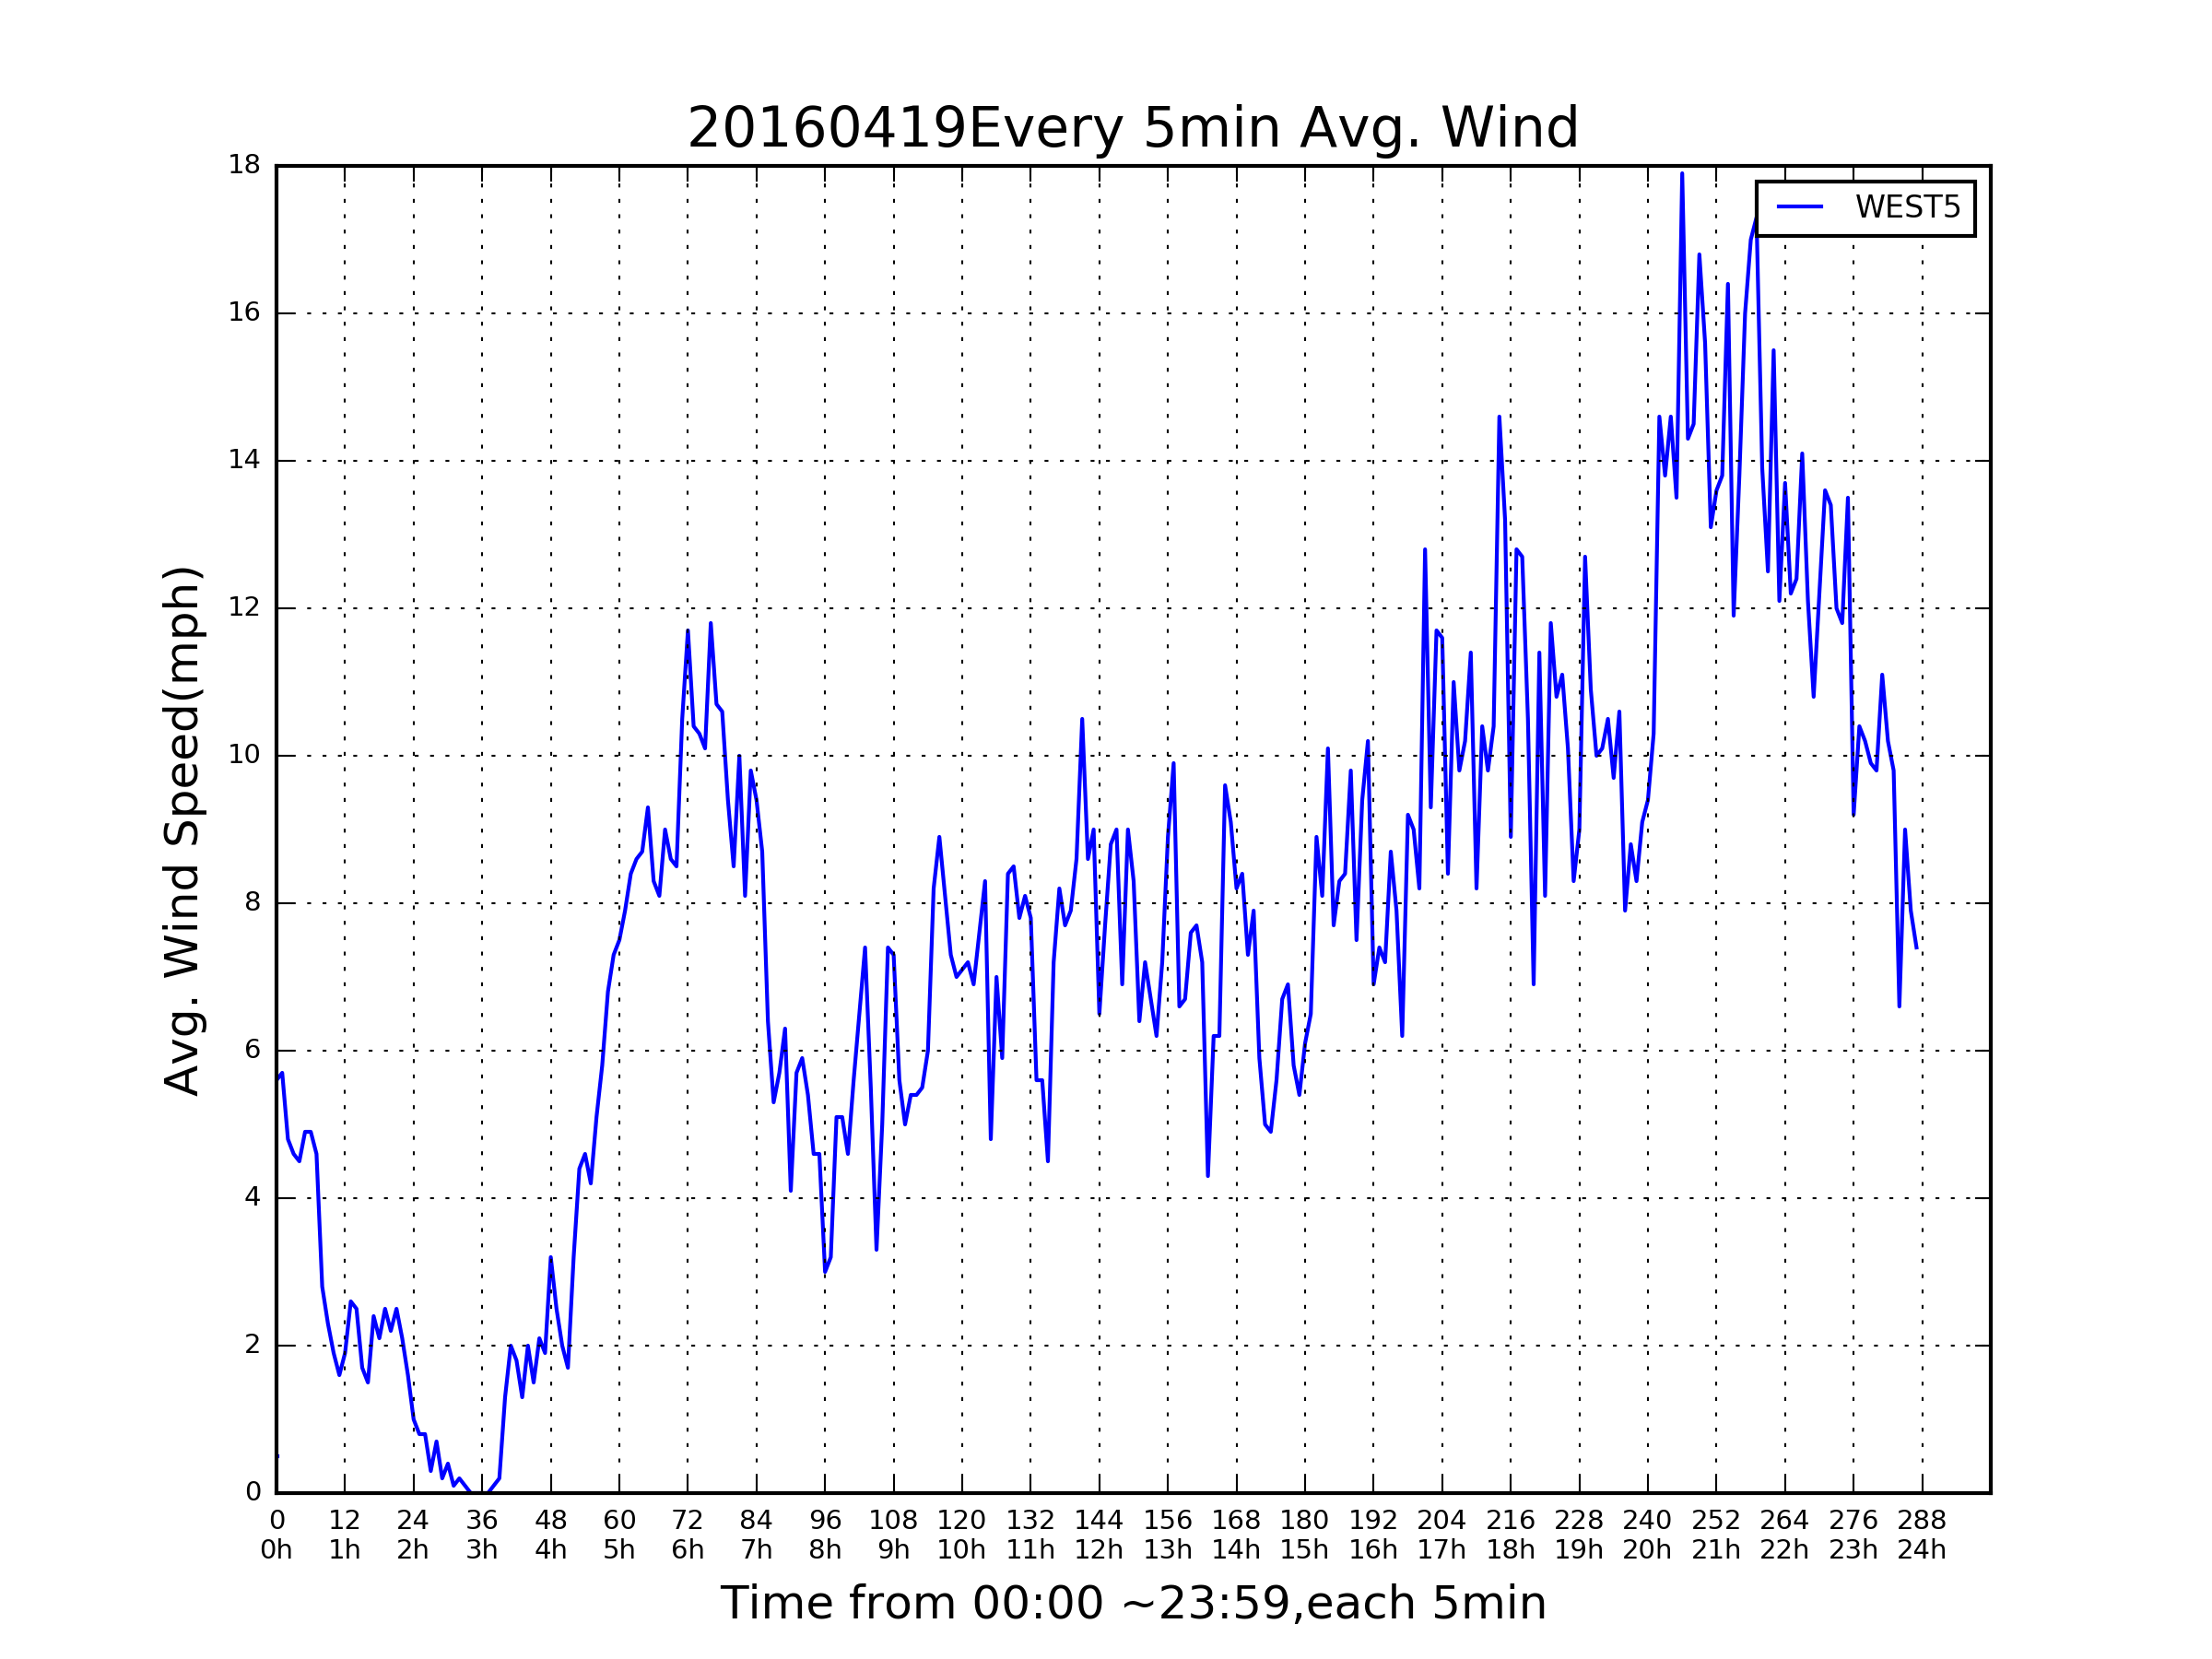 20160419Every 5min Avg. Wind
WEST5
Avg. Wind Speed(mph)
18
16
14
12
10
8
6
4
2
0
0 12 24 36 48 60 72 84 96 108 120 132 144 156 168 180 192 204 216 228 240 252 264 276 288
0h 1h 2h 3h 4h 5h 6h 7h 8h 9h 10h 11h 12h 13h 14h 15h 16h 17h 18h 19h 20h 21h 22h 23h 24h
Time from 00:00 ~23:59,each 5min